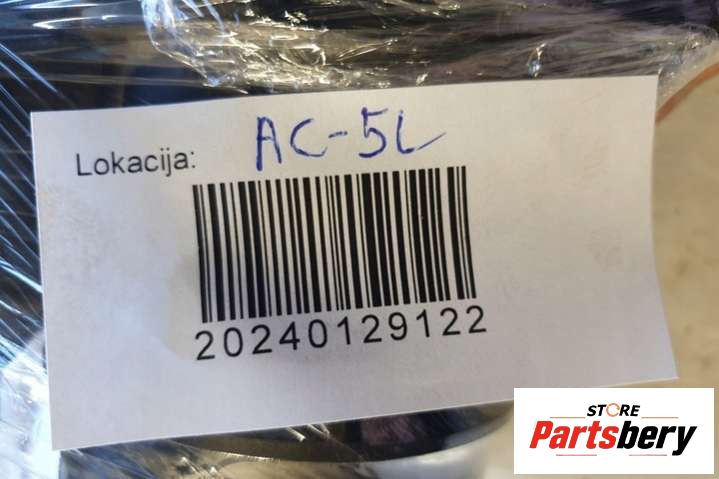 Lokacija: AC-5L
20240129122
STORE
Partsbery